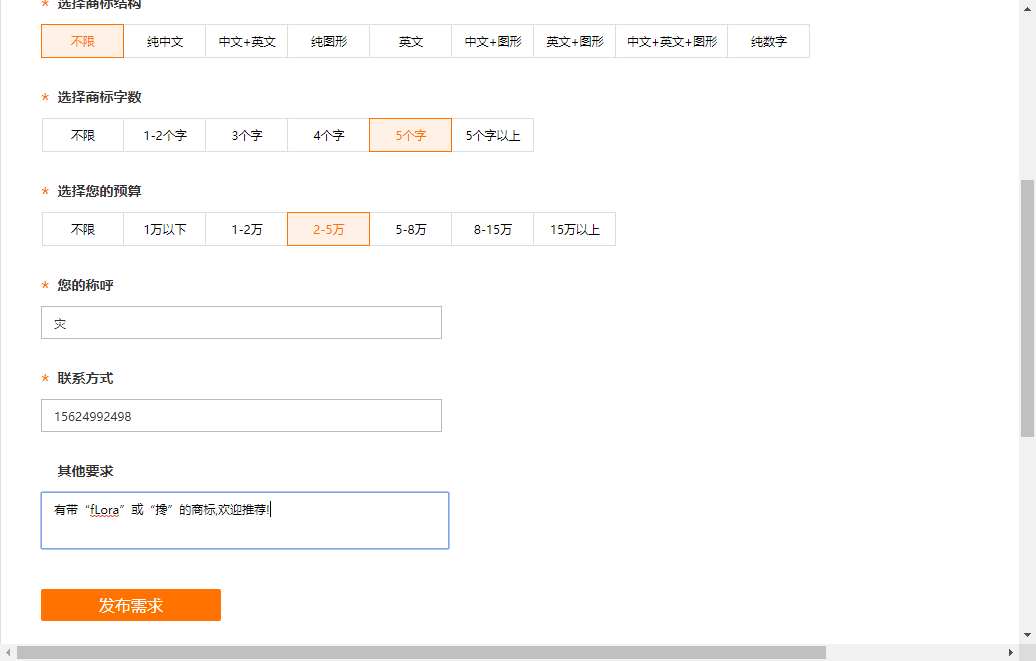 * 选择商标结构
不限 纯中文 中文+英文 纯图形 英文 中文+图形 英文+图形 中文+英文+图形 纯数字
* 选择商标字数
不限 1-2个字 3个字 4个字 5个字 5个字以上
* 选择您的预算
不限 1万以下 1-2万 2-5万 5-8万 8-15万 15万以上
* 您的称呼
灾
* 联系方式
15624992498
其他要求
有带“fLora”或“搀”的商标,欢迎推荐!
发布需求